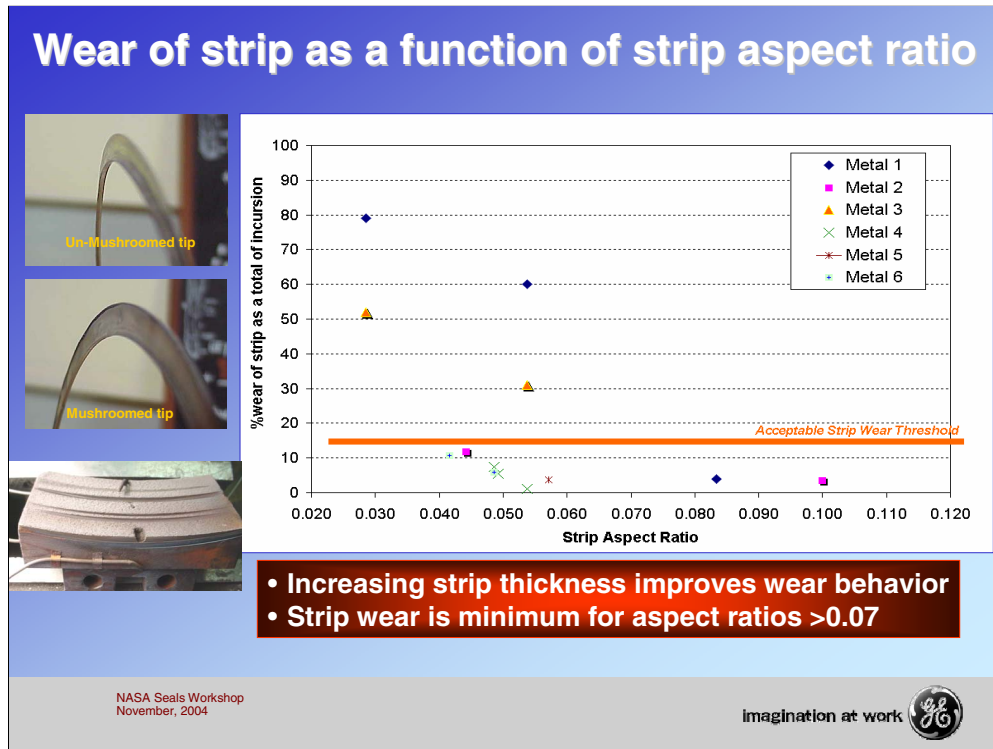 Wear of strip as a function of strip aspect ratio
Un-Mushroomed tip
Mushroomed tip
%wear of strip as a total of incursion
100
90
80
70
60
50
40
30
20
10
0
0.020 0.030 0.040 0.050 0.060 0.070 0.080 0.090 0.100 0.110 0.120
Strip Aspect Ratio
Metal 1
Metal 2
Metal 3
Metal 4
Metal 5
Metal 6
Acceptable Strip Wear Threshold
• Increasing strip thickness improves wear behavior
• Strip wear is minimum for aspect ratios >0.07
NASA Seals Workshop
November, 2004
imagination at work
GE